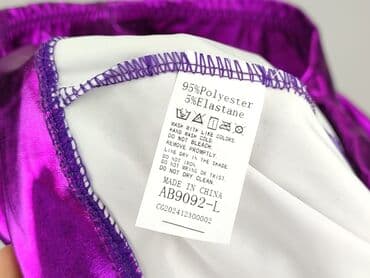 95%Polyester
5%Elastane
WASH WITH LIKE COLORS.
HAND WASH COLD.
DO NOT BLEACH.
REMOVE PROMPTLY.
LINE DRY IN THE SHADE
DO NOT IRON
DO NOT WRING OR TWIST.
DO NOT DRY CLEAN.
MADE IN CHINA
AB9092-L
CG202412300002